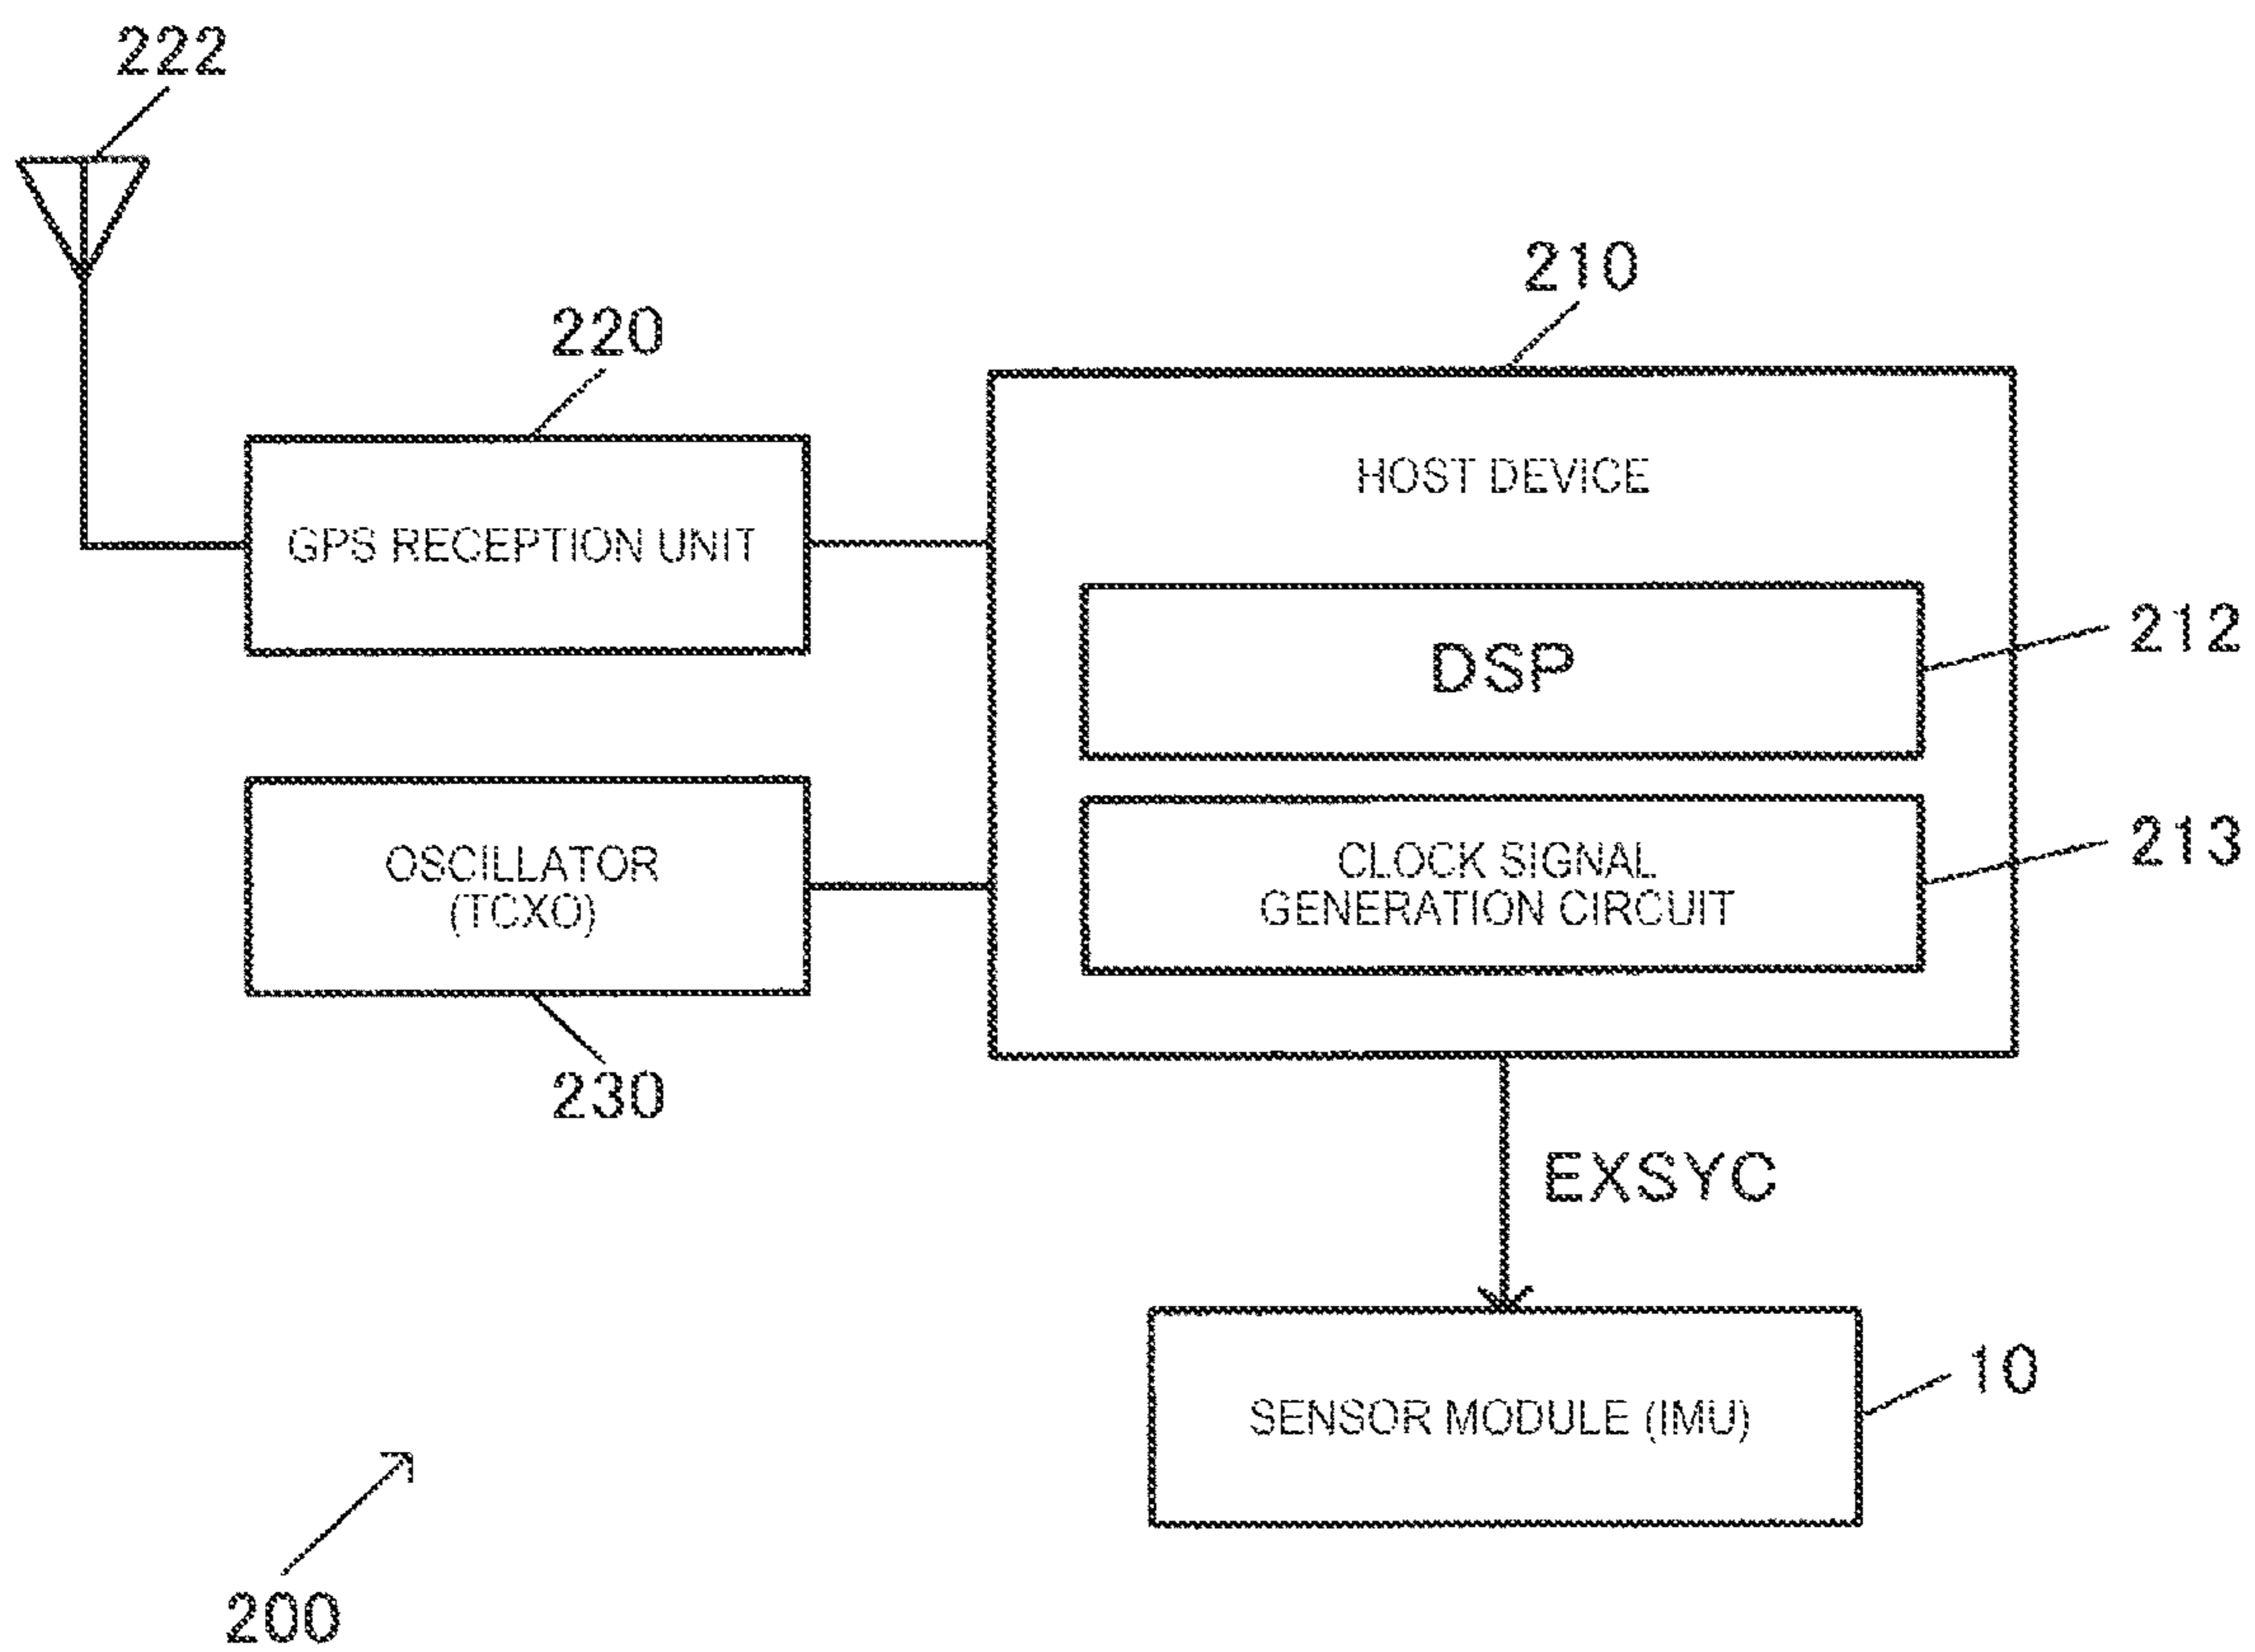 222
210
220
HOST DEVICE
GPS RECEPTION UNIT
DSP
212
OSCILLATOR
(TCXO)
CLOCK SIGNAL
GENERATION CIRCUIT
213
230
EXSYC
SENSOR MODULE (IMU)
10
200